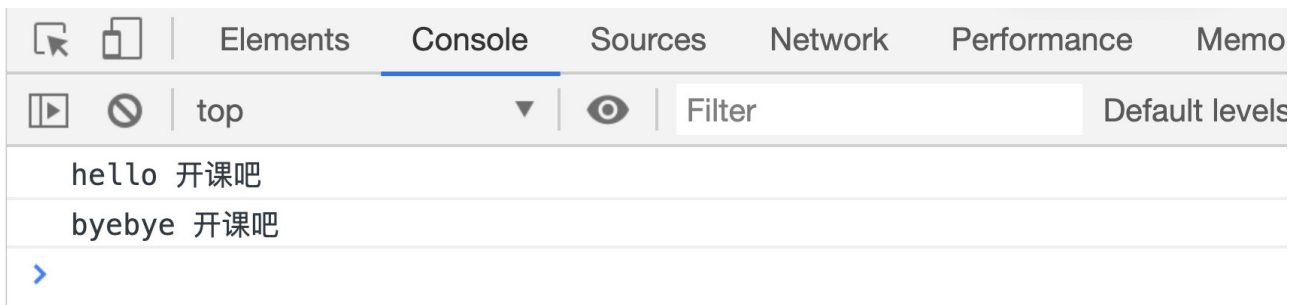 Elements Console Sources Network Performance Memo
top Filter Default levels
hello 开课吧
byebye 开课吧